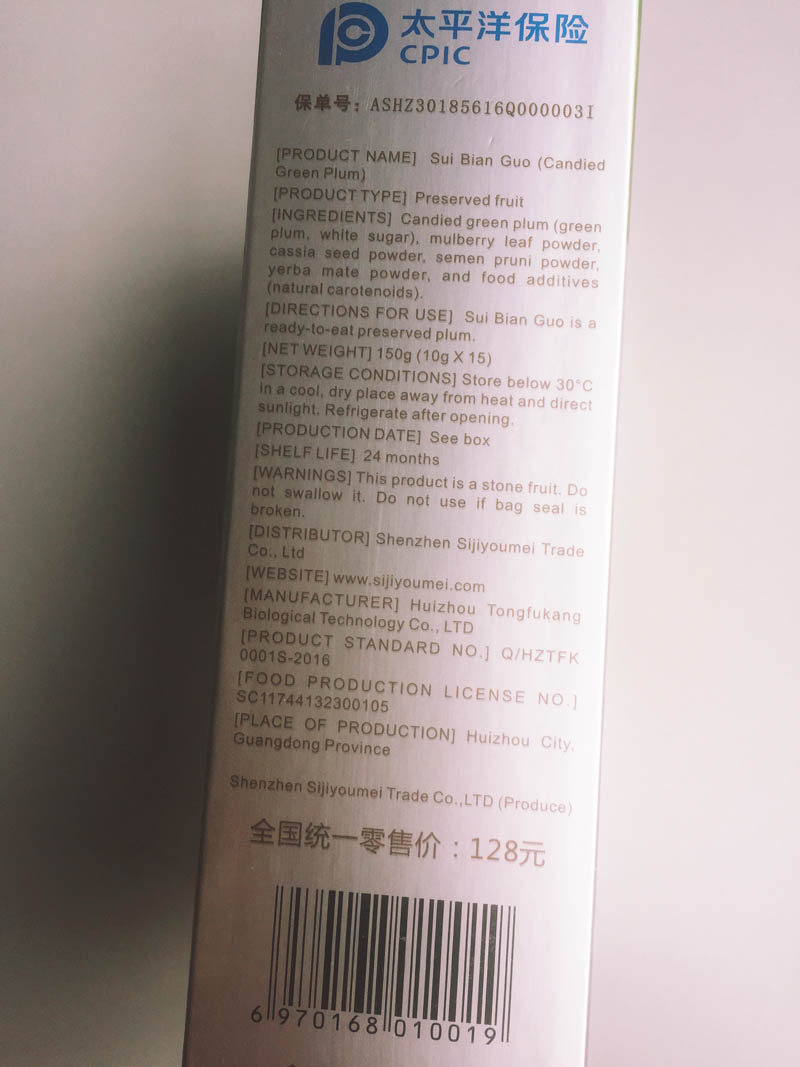 太平洋保险
CPIC
保单号：ASHZ30185616Q000003I
[PRODUCT NAME] Sui Bian Guo (Candied
Green Plum)
[PRODUCT TYPE] Preserved fruit
[INGREDIENTS] Candied green plum (green
plum, white sugar), mulberry leaf powder,
cassia seed powder, semen pruni powder,
yerba mate powder, and food additives
(natural carotenoids).
[DIRECTIONS FOR USE] Sui Bian Guo is a
ready-to-eat preserved plum.
[NET WEIGHT] 150g (10g X 15)
[STORAGE CONDITIONS] Store below 30°C
in a cool, dry place away from heat and direct
sunlight. Refrigerate after opening.
[PRODUCTION DATE] See box
[SHELF LIFE] 24 months
[WARNINGS] This product is a stone fruit. Do
not swallow it. Do not use if bag seal is
broken.
[DISTRIBUTOR] Shenzhen Sijiyoumei Trade
Co., Ltd
[WEBSITE] www.sijiyoumei.com
[MANUFACTURER] Huizhou Tongfukang
Biological Technology Co., LTD
[PRODUCT STANDARD NO.] Q/HZTFK
0001S-2016
[FOOD PRODUCTION LICENSE NO.]
SC11744132300105
[PLACE OF PRODUCTION] Huizhou City,
Guangdong Province
Shenzhen Sijiyoumei Trade Co.,LTD (Produce)
全国统一零售价：128元
6 970168 010019